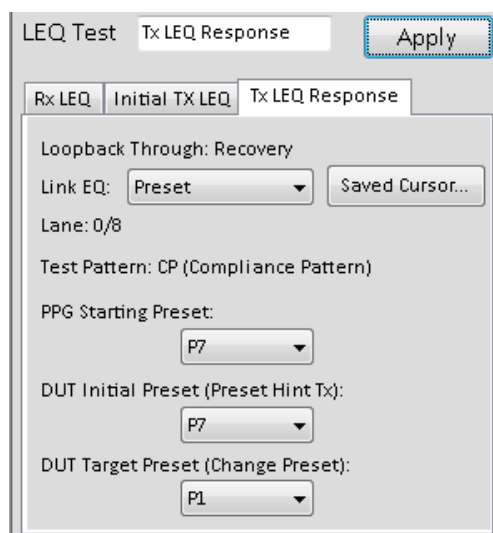 LEQ Test Tx LEQ Response Apply
Rx LEQ Initial TX LEQ Tx LEQ Response
Loopback Through: Recovery
Link EQ: Preset Saved Cursor...
Lane: 0/8
Test Pattern: CP (Compliance Pattern)
PPG Starting Preset:
P7
DUT Initial Preset (Preset Hint Tx):
P7
DUT Target Preset (Change Preset):
P1